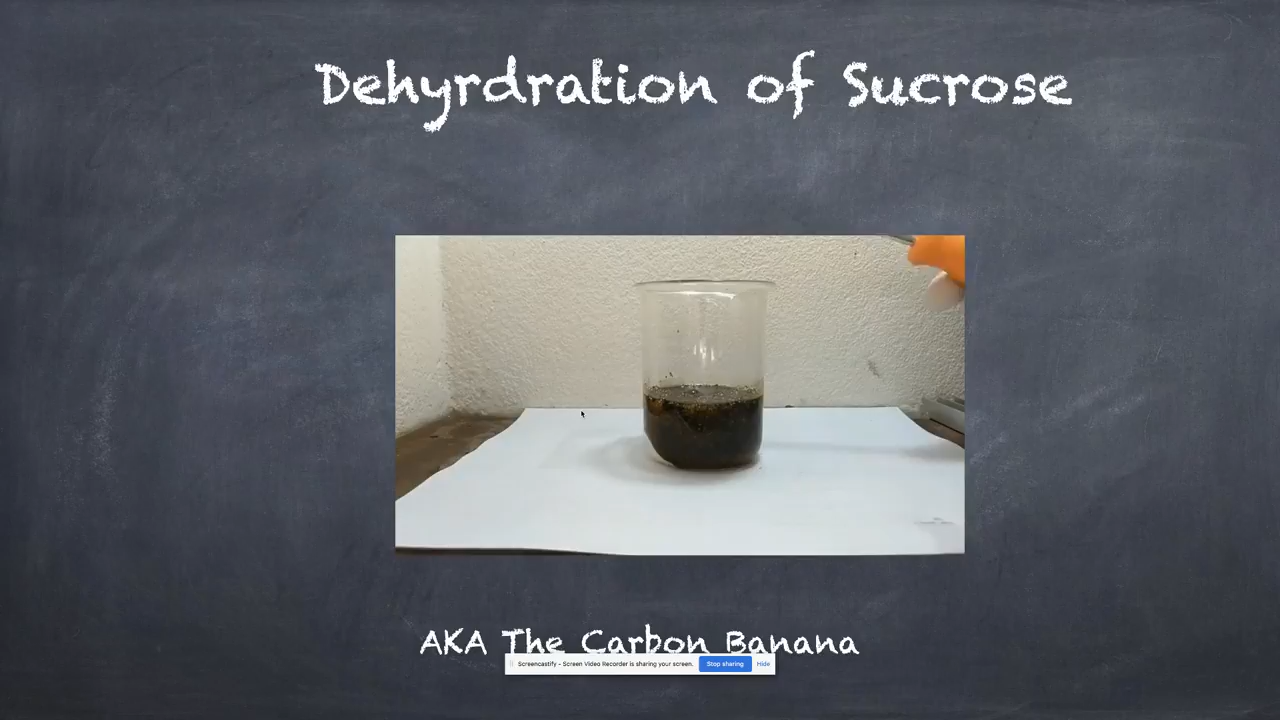 Dehyrdration of Sucrose
AKA The Carbon Banana
Screencastify - Screen Video Recorder is sharing your screen. Stop sharing Hide